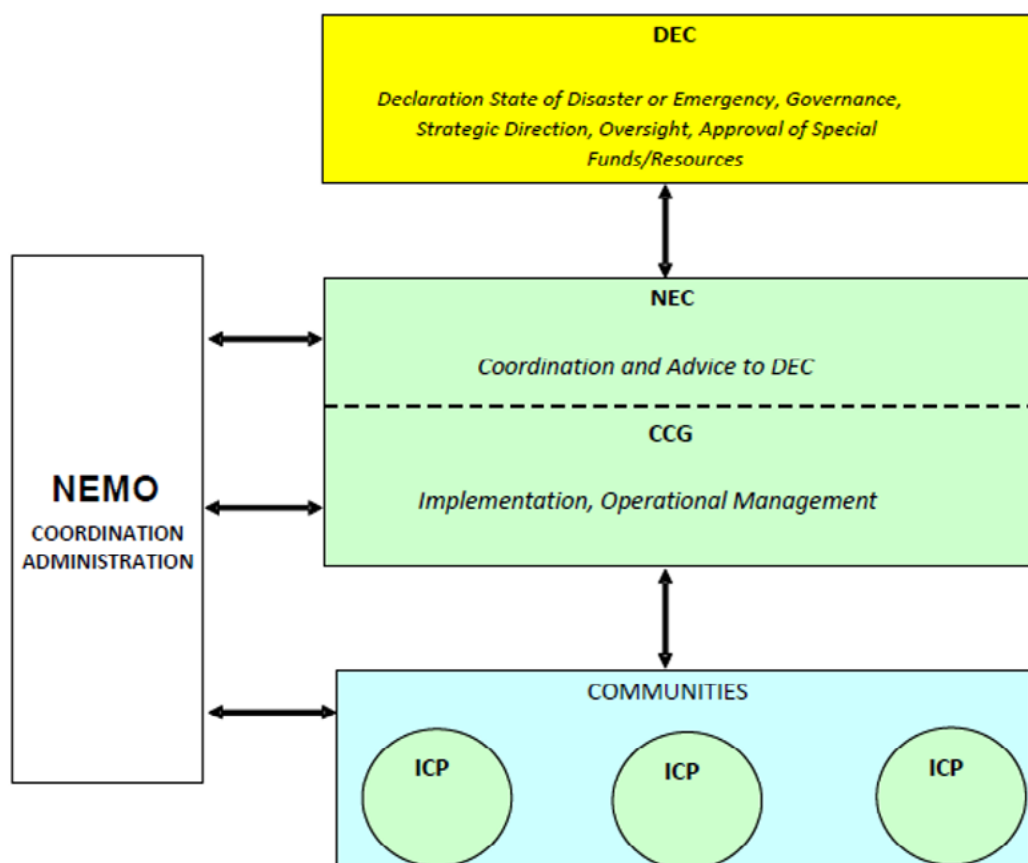 DEC
Declaration State of Disaster or Emergency, Governance,
Strategic Direction, Oversight, Approval of Special
Funds/Resources
NEC
Coordination and Advice to DEC
CCG
Implementation, Operational Management
NEMO
COORDINATION
ADMINISTRATION
COMMUNITIES
ICP
ICP
ICP